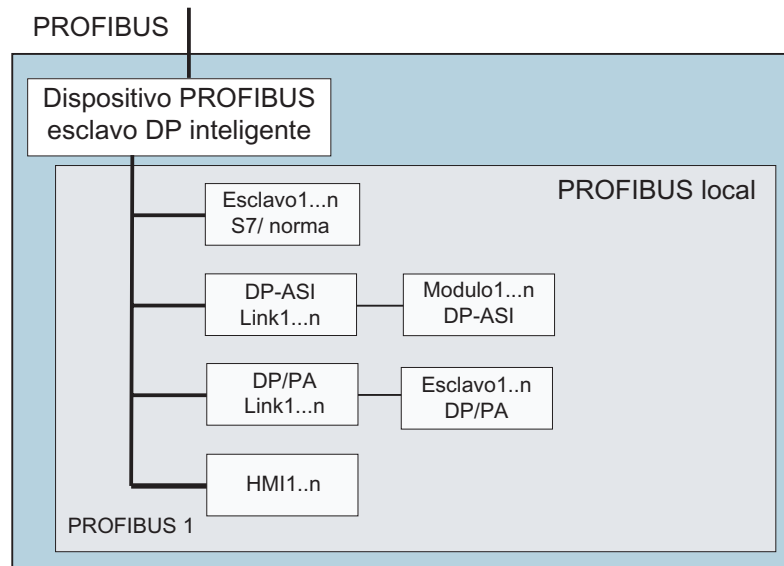 PROFIBUS
Dispositivo PROFIBUS
esclavo DP inteligente
PROFIBUS local
Esclavo1...n
S7/ norma
DP-ASI
Link1...n
Modulo1...n
DP-ASI
DP/PA
Link1...n
Esclavo1..n
DP/PA
HMI1..n
PROFIBUS 1